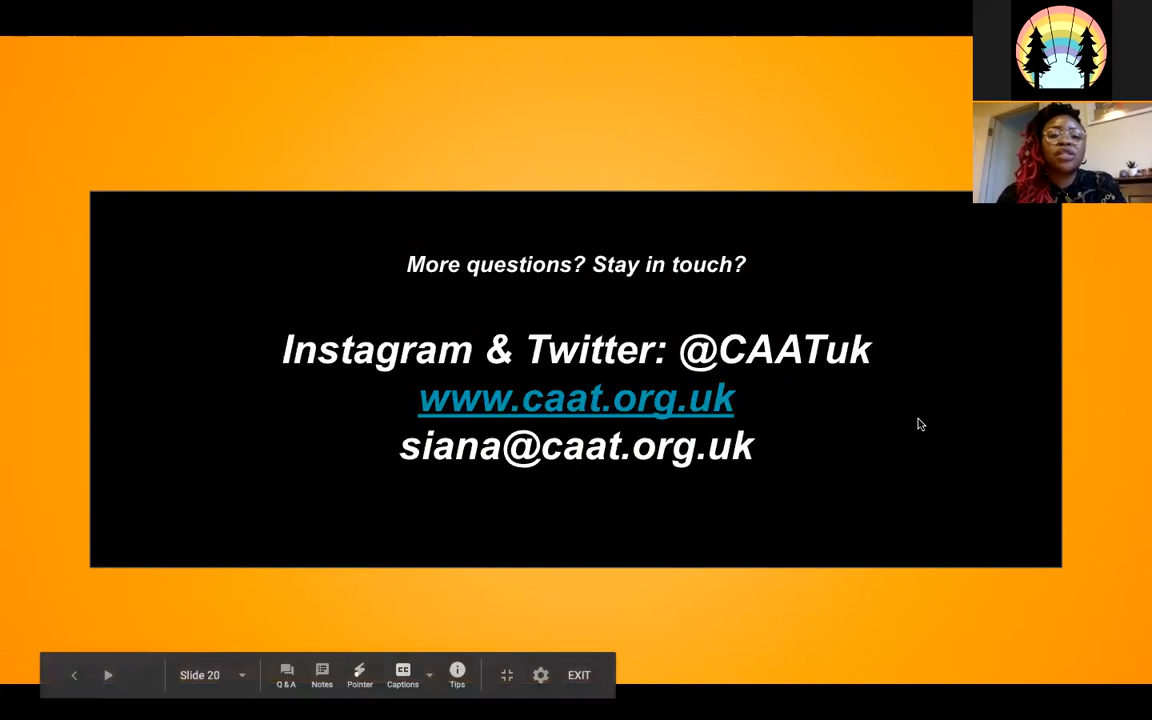 More questions? Stay in touch?
Instagram & Twitter: @CAATuk
www.caat.org.uk
siana@caat.org.uk
Slide 20
Q & A
Notes
Pointer
CC
Captions
Tips
EXIT